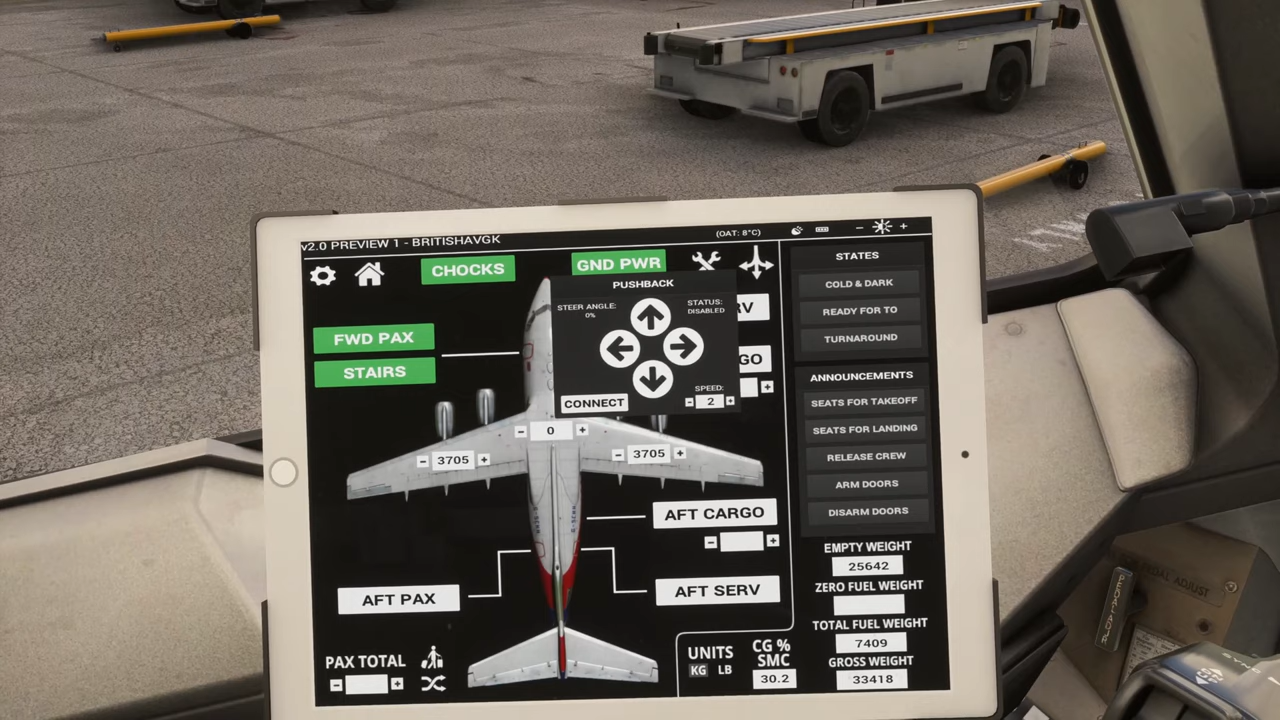 v2.0 PREVIEW 1 - BRITISHAVGK
(OAT: 8°C)
- +
CHOCKS
GND PWR
PUSHBACK
STEER ANGLE:
0%
STATUS:
DISABLED
SPEED:
- 2 +
CONNECT
RV
GO
+
FWD PAX
STAIRS
- 0 +
- 3705 +
- 3705 +
AFT CARGO
- +
AFT PAX
AFT SERV
PAX TOTAL
- +
UNITS
KG LB
CG %
SMC
30.2
STATES
COLD & DARK
READY FOR TO
TURNAROUND
ANNOUNCEMENTS
SEATS FOR TAKEOFF
SEATS FOR LANDING
RELEASE CREW
ARM DOORS
DISARM DOORS
EMPTY WEIGHT
25642
ZERO FUEL WEIGHT
TOTAL FUEL WEIGHT
7409
GROSS WEIGHT
33418